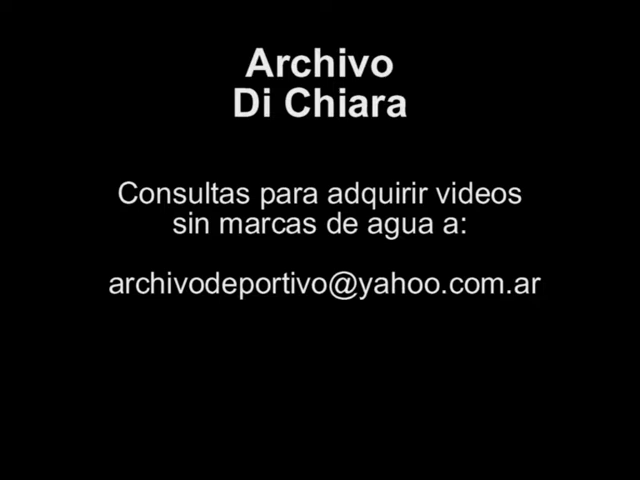 Archivo
Di Chiara
Consultas para adquirir videos
sin marcas de agua a:
archivodeportivo@yahoo.com.ar